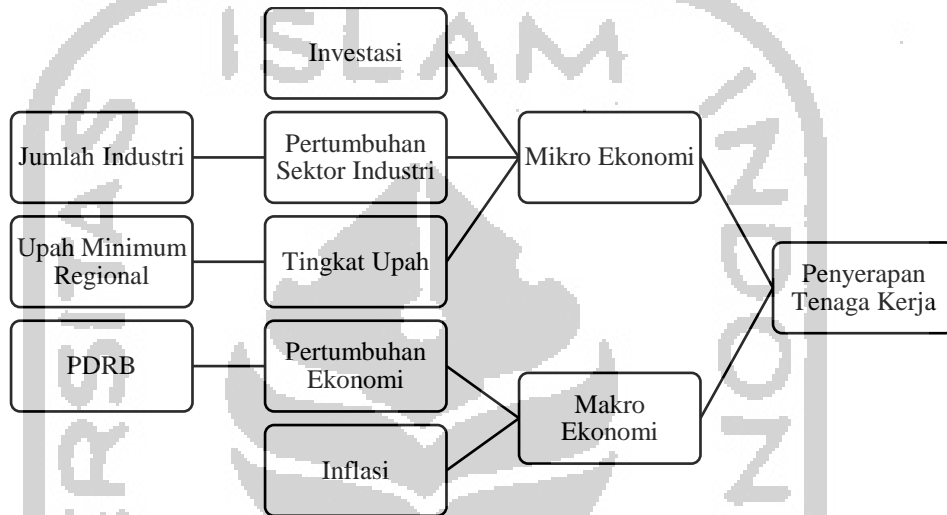 ISLAM
Investasi
Jumlah Industri
Pertumbuhan
Sektor Industri
Mikro Ekonomi
Upah Minimum
Regional
Tingkat Upah
Penyerapan
Tenaga Kerja
PDRB
Pertumbuhan
Ekonomi
Makro
Ekonomi
Inflasi